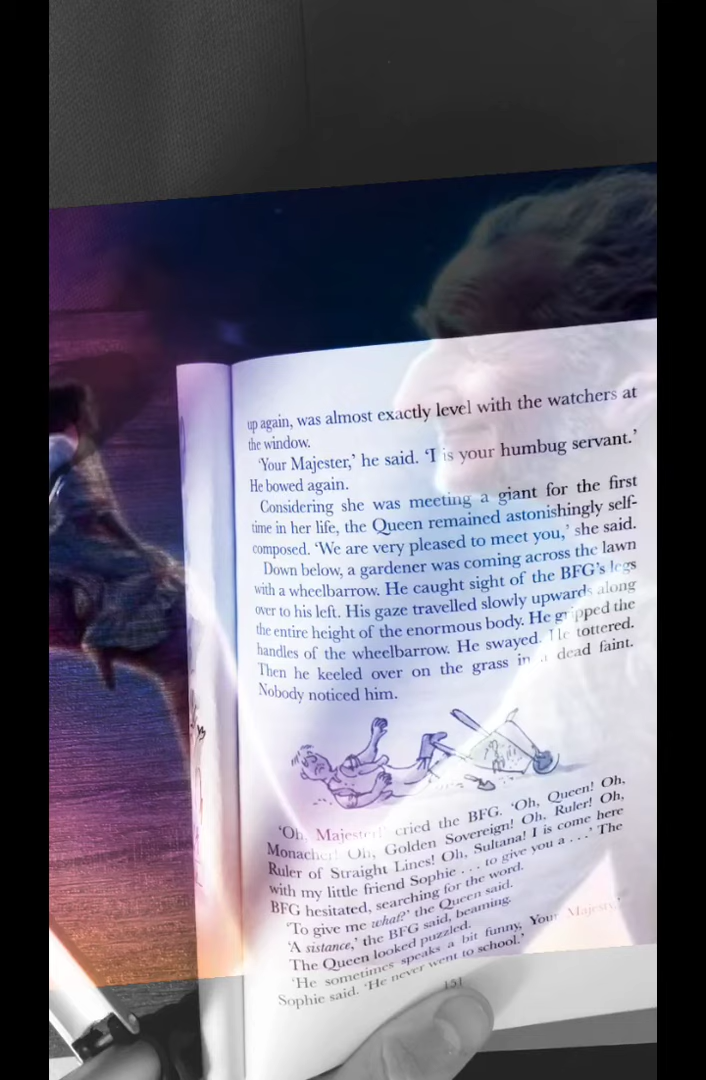 up again, was almost exactly level with the watchers at
the window.
‘Your Majester,’ he said. ‘I is your humbug servant.’
He bowed again.
Considering she was meeting a giant for the first
time in her life, the Queen remained astonishingly self-
composed. ‘We are very pleased to meet you,’ she said.
Down below, a gardener was coming across the lawn
with a wheelbarrow. He caught sight of the BFG’s legs
over to his left. His gaze travelled slowly upwards along
the entire height of the enormous body. He gripped the
handles of the wheelbarrow. He swayed. He tottered.
Then he keeled over on the grass in a dead faint.
Nobody noticed him.
‘Oh, Majester!’ cried the BFG. ‘Oh, Queen! Oh,
Monacher! Oh, Golden Sovereign! Oh, Ruler! Oh,
Ruler of Straight Lines! Oh, Sultana! I is come here
with my little friend Sophie . . . to give you a . . .’ The
BFG hesitated, searching for the word.
‘To give me what?’ the Queen said.
‘A sistance,’ the BFG said, beaming.
The Queen looked puzzled.
‘He sometimes speaks a bit funny, Your Majesty,’
Sophie said. ‘He never went to school.’
151